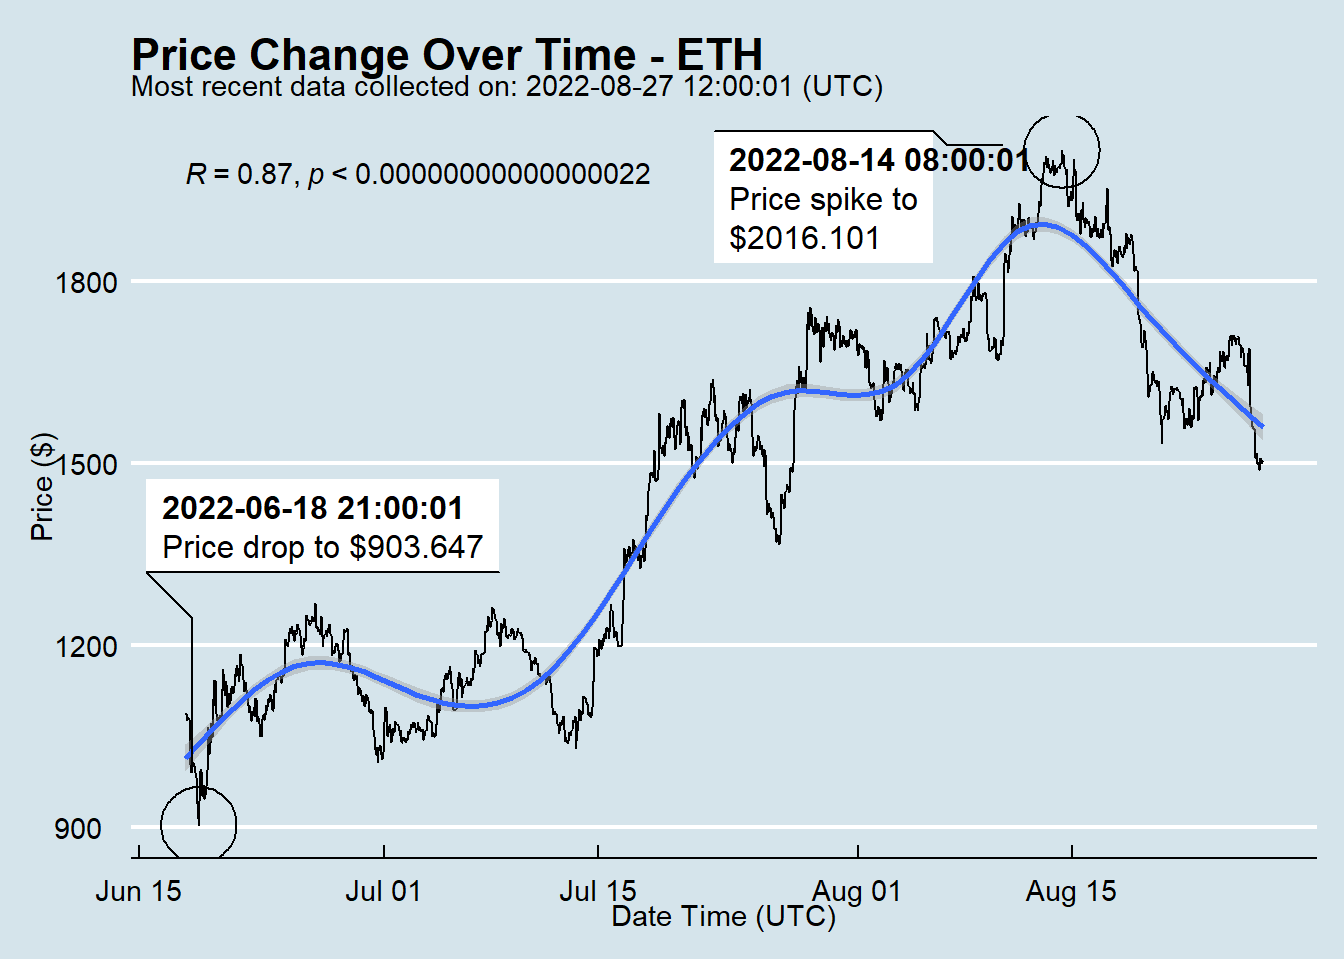 Price Change Over Time - ETH
Most recent data collected on: 2022-08-27 12:00:01 (UTC)
R = 0.87, p < 0.00000000000000022
2022-08-14 08:00:01
Price spike to
$2016.101
1800
1500
1200
900
Price ($)
2022-06-18 21:00:01
Price drop to $903.647
Jun 15
Jul 01
Jul 15
Aug 01
Aug 15
Date Time (UTC)